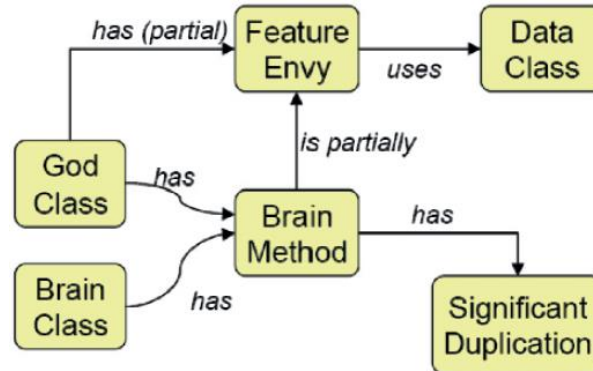 has (partial)
Feature
Envy
uses
Data
Class
is partially
God
Class
has
Brain
Method
has
Brain
Class
has
Significant
Duplication